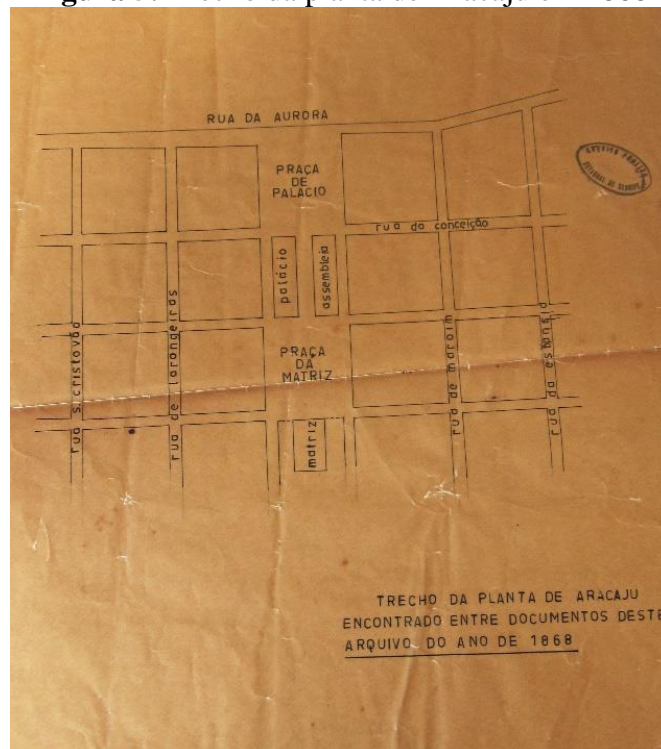 RUA DA AURORA
PRAÇA
DE
PALACIO
rua da conceição
palácio
assembleia
PRAÇA
DA
MATRIZ
rua s.cristovão
rua de larangeiras
rua de maroim
rua da estancia
matriz
TRECHO DA PLANTA DE ARACAJU
ENCONTRADO ENTRE DOCUMENTOS DESTE
ARQUIVO DO ANO DE 1868